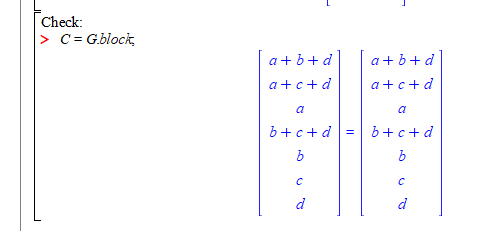 Check:
> C = G.block;
[a + b + d] = [a + b + d]
[a + c + d] = [a + c + d]
[a] = [a]
[b + c + d] = [b + c + d]
[b] = [b]
[c] = [c]
[d] = [d]